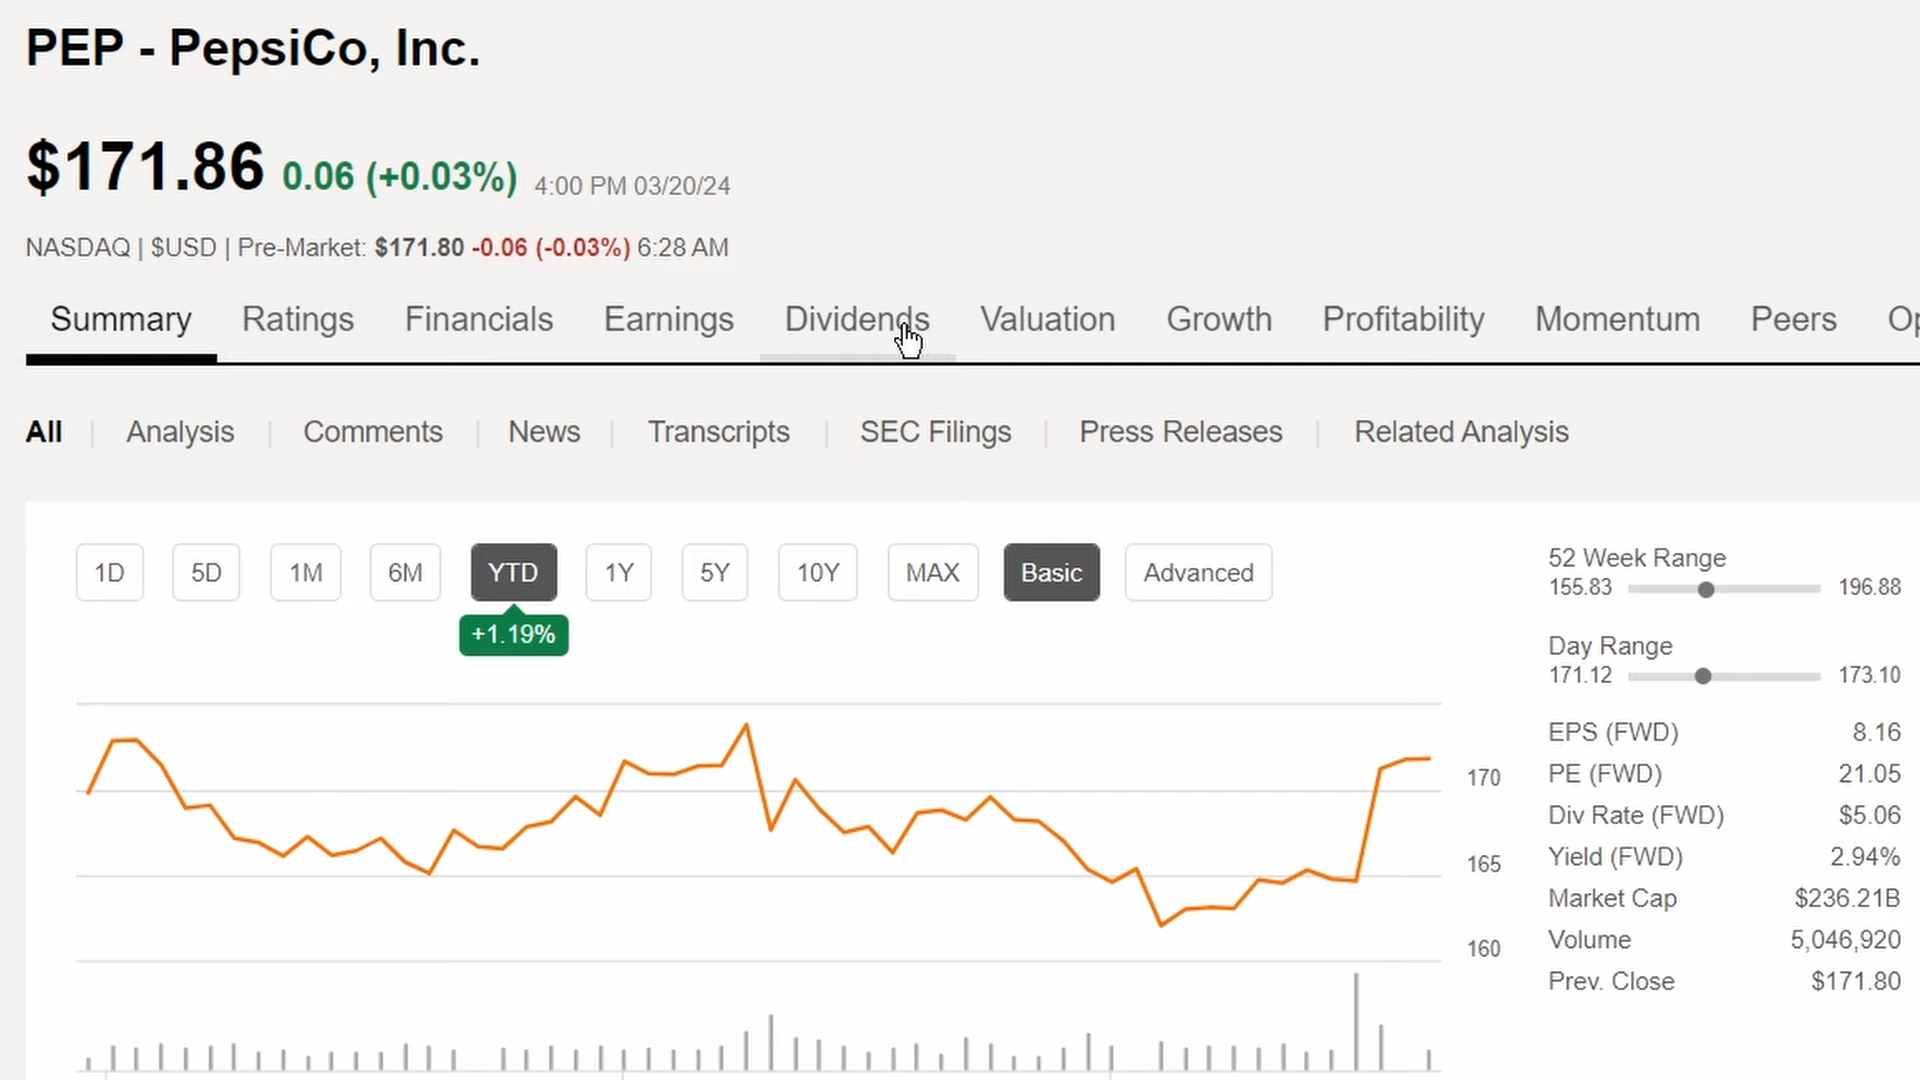 PEP - PepsiCo, Inc.
$171.86 0.06 (+0.03%) 4:00 PM 03/20/24
NASDAQ | $USD | Pre-Market: $171.80 -0.06 (-0.03%) 6:28 AM
Summary Ratings Financials Earnings Dividends Valuation Growth Profitability Momentum Peers Op
All | Analysis | Comments | News | Transcripts | SEC Filings | Press Releases | Related Analysis
1D 5D 1M 6M YTD 1Y 5Y 10Y MAX Basic Advanced
+1.19%
170
165
160
52 Week Range
155.83 196.88
Day Range
171.12 173.10
EPS (FWD) 8.16
PE (FWD) 21.05
Div Rate (FWD) $5.06
Yield (FWD) 2.94%
Market Cap $236.21B
Volume 5,046,920
Prev. Close $171.80